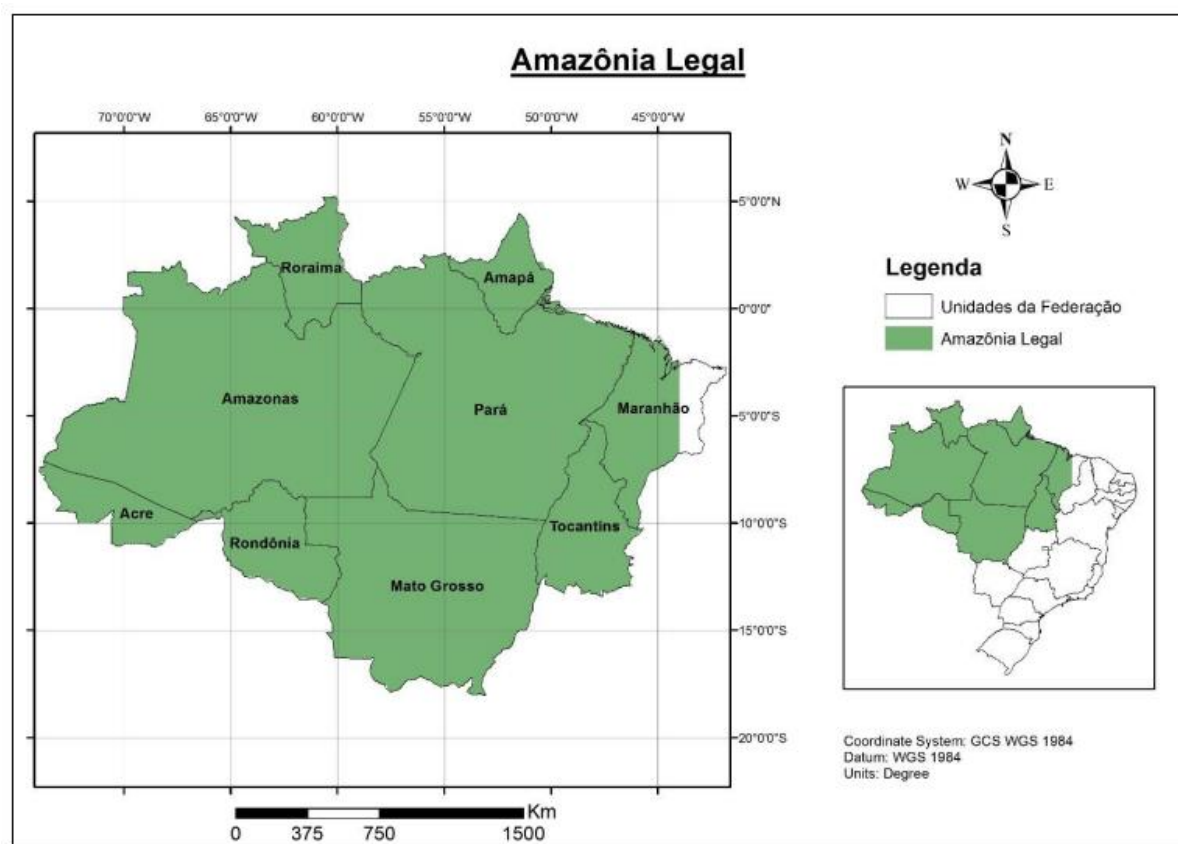 Amazônia Legal
70°0'0"W
65°0'0"W
60°0'0"W
55°0'0"W
50°0'0"W
45°0'0"W
N
W
E
S
5°0'0"N
Legenda
Roraima
Amapá
0°0'0"
Unidades da Federação
Amazônia Legal
Amazonas
Pará
Maranhão
5°0'0"S
Acre
Rondônia
Tocantins
10°0'0"S
Mato Grosso
15°0'0"S
20°0'0"S
Coordinate System: GCS WGS 1984
Datum: WGS 1984
Units: Degree
Km
0 375 750 1500